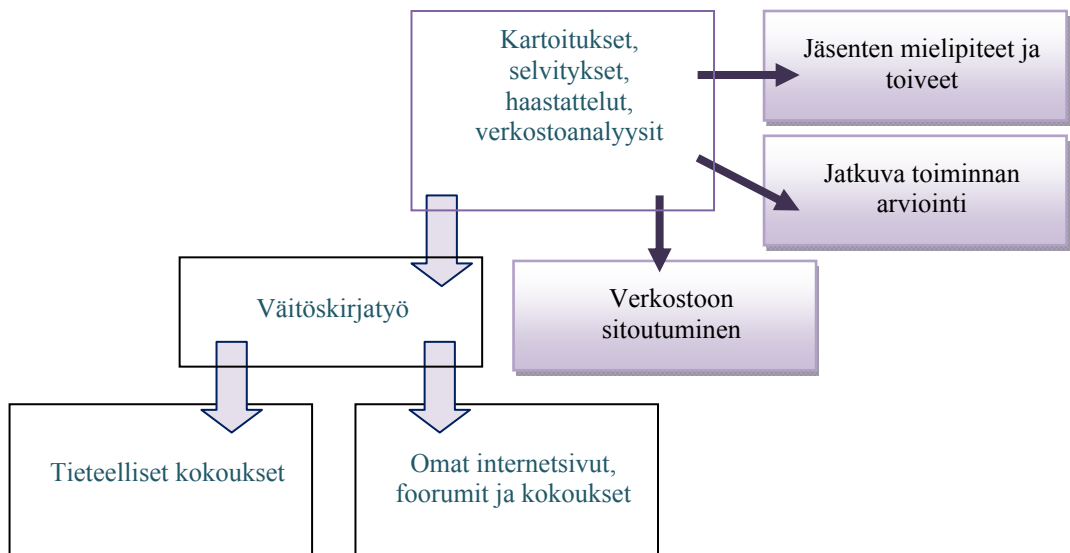 Kartoitukset,
selvitykset,
haastattelut,
verkostoanalyysit
Jäsenten mielipiteet ja
toiveet
Jatkuva toiminnan
arviointi
Väitöskirjatyö
Verkostoon
sitoutuminen
Tieteelliset kokoukset
Omat internetsivut,
foorumit ja kokoukset